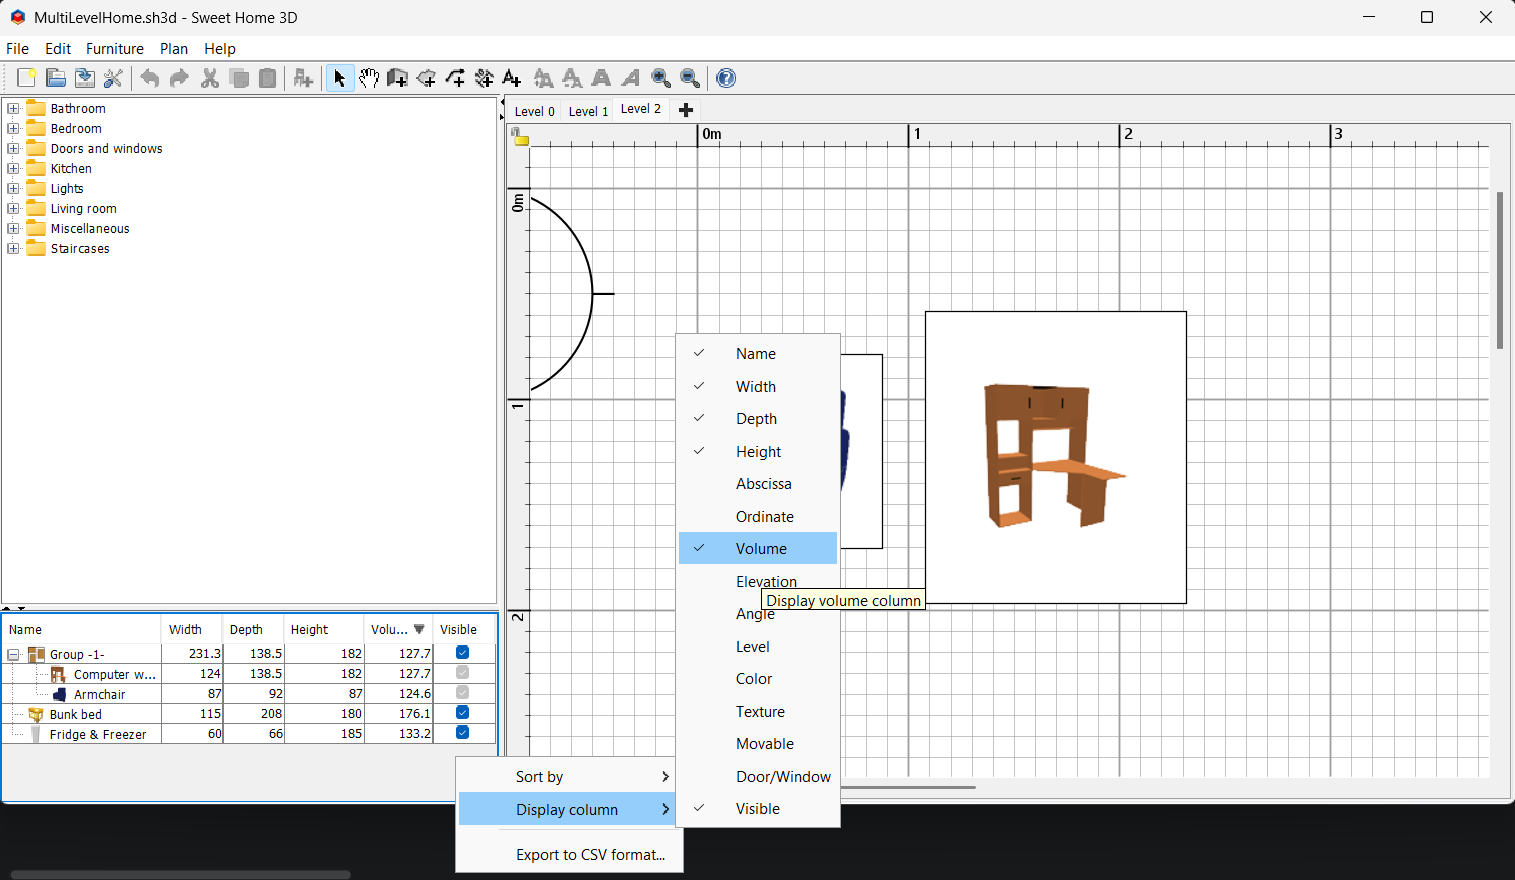 MultiLevelHome.sh3d - Sweet Home 3D
File Edit Furniture Plan Help
Bathroom
Bedroom
Doors and windows
Kitchen
Lights
Living room
Miscellaneous
Staircases
Level 0 Level 1 Level 2
0m 1 2 3
0m
1
2
Name Width Depth Height Volu... Visible
Group -1- 231.3 138.5 182 127.7
Computer w... 124 138.5 182 127.7
Armchair 87 92 87 124.6
Bunk bed 115 208 180 176.1
Fridge & Freezer 60 66 185 133.2
Sort by
Display column
Export to CSV format...
Name
Width
Depth
Height
Abscissa
Ordinate
Volume
Elevation
Display volume column
Angle
Level
Color
Texture
Movable
Door/Window
Visible